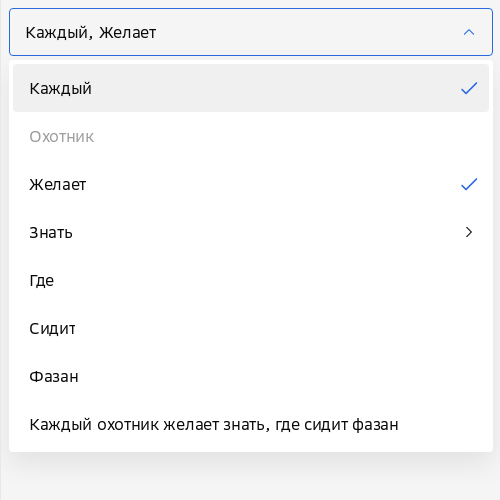 Каждый, Желает
Каждый
Охотник
Желает
Знать
Где
Сидит
Фазан
Каждый охотник желает знать, где сидит фазан